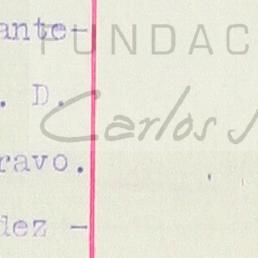 ante-
FUNDAC
. D.
Carlos
ravo.
dez -